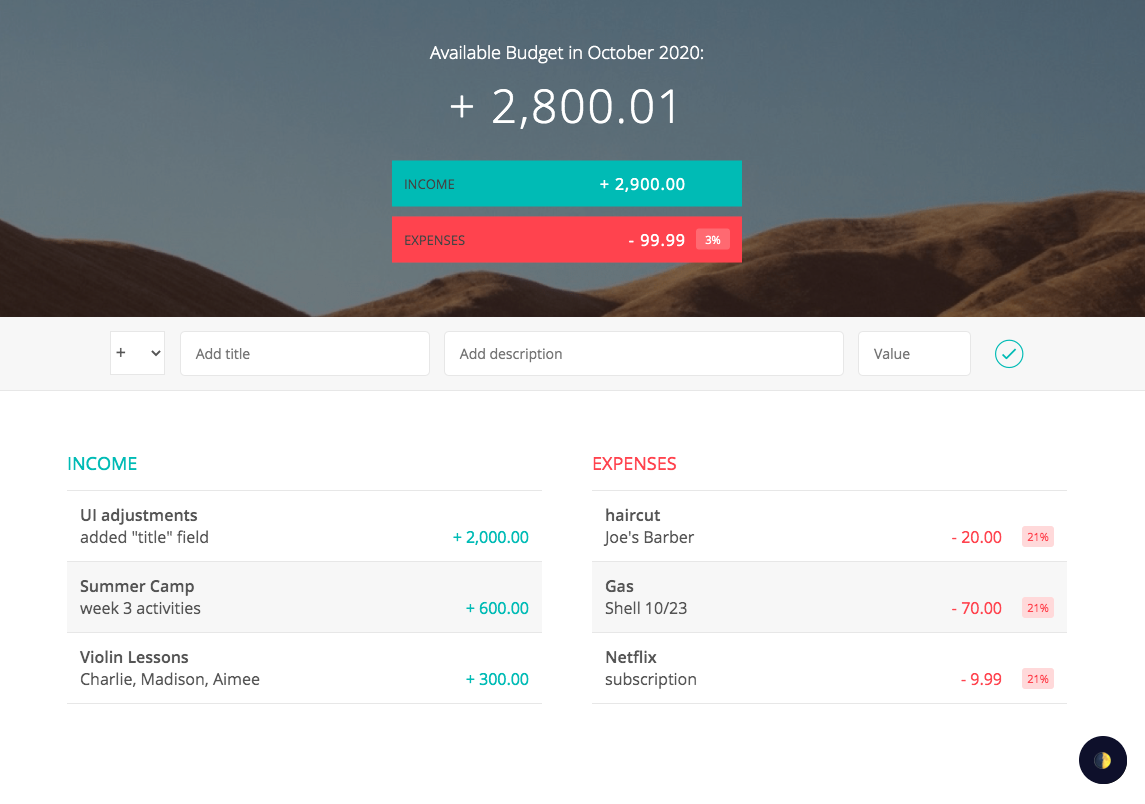 Available Budget in October 2020:
+ 2,800.01
INCOME + 2,900.00
EXPENSES - 99.99 3%
+ Add title Add description Value
INCOME
UI adjustments
added "title" field + 2,000.00
Summer Camp
week 3 activities + 600.00
Violin Lessons
Charlie, Madison, Aimee + 300.00
EXPENSES
haircut
Joe's Barber - 20.00 21%
Gas
Shell 10/23 - 70.00 21%
Netflix
subscription - 9.99 21%